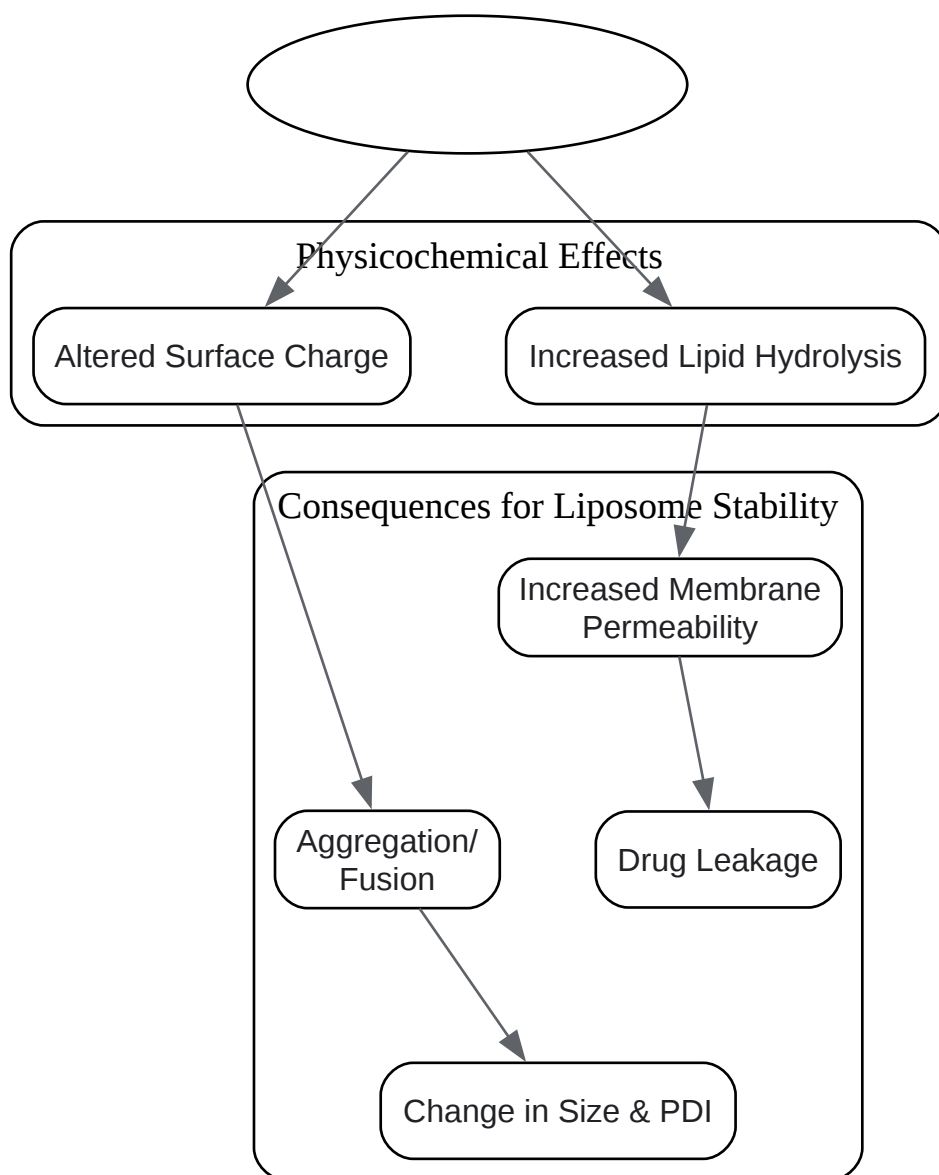 Physicochemical Effects
Altered Surface Charge
Increased Lipid Hydrolysis
Consequences for Liposome Stability
Increased Membrane
Permeability
Aggregation/
Fusion
Drug Leakage
Change in Size & PDI